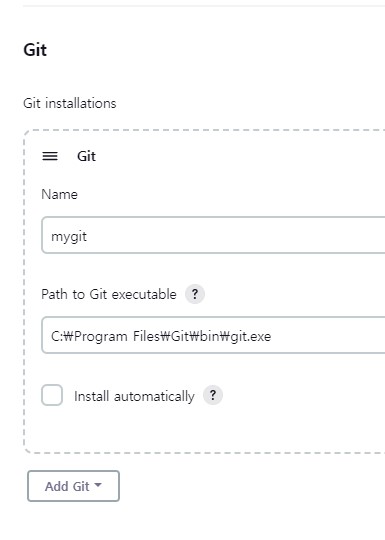 Git
Git installations
Git
Name
mygit
Path to Git executable ?
C:₩Program Files₩Git₩bin₩git.exe
Install automatically ?
Add Git